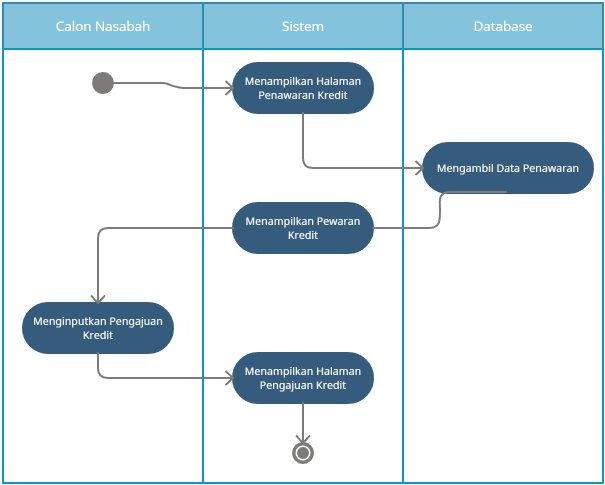 Calon Nasabah
Sistem
Database
Menampilkan Halaman
Penawaran Kredit
Mengambil Data Penawaran
Menampilkan Pewaran
Kredit
Menginputkan Pengajuan
Kredit
Menampilkan Halaman
Pengajuan Kredit